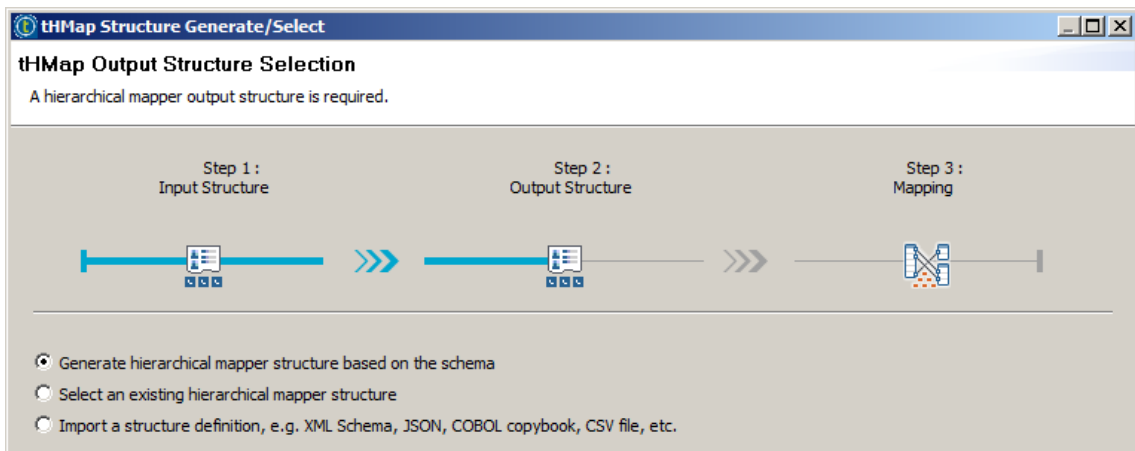 tHMap Structure Generate/Select
tHMap Output Structure Selection
A hierarchical mapper output structure is required.
Step 1 :
Input Structure
Step 2 :
Output Structure
Step 3 :
Mapping
Generate hierarchical mapper structure based on the schema
Select an existing hierarchical mapper structure
Import a structure definition, e.g. XML Schema, JSON, COBOL copybook, CSV file, etc.